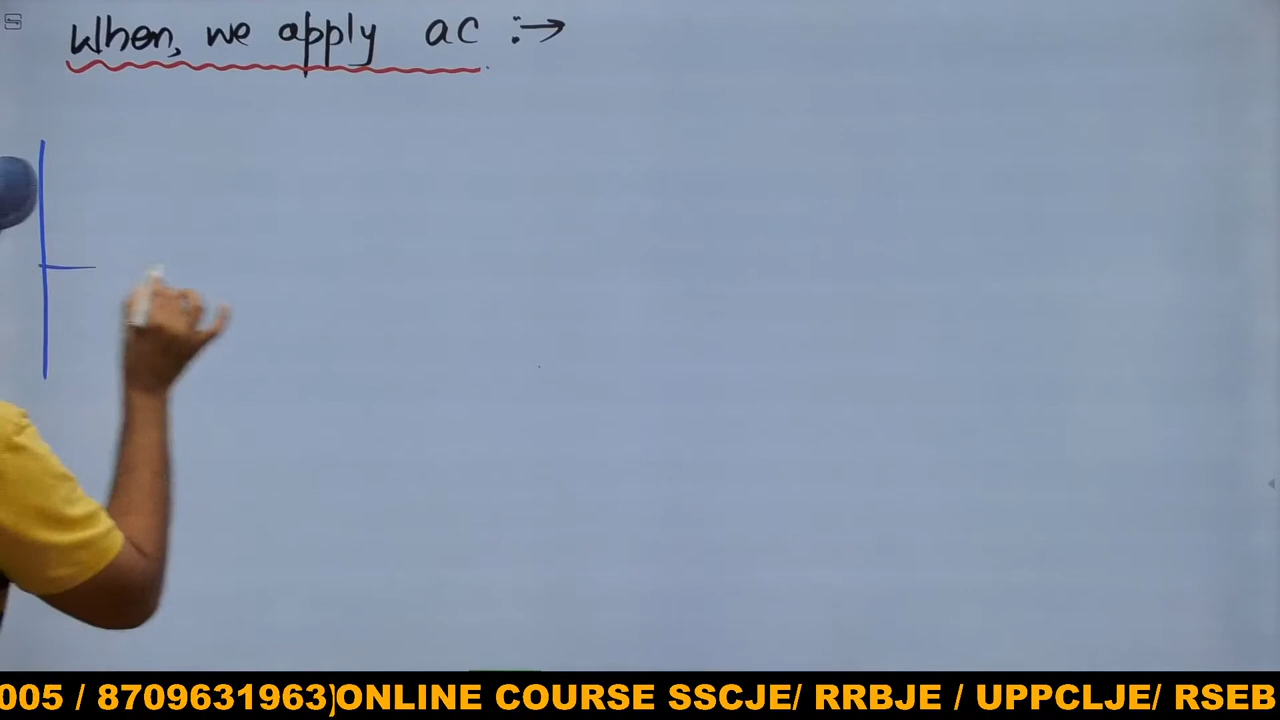 When, we apply ac :→
005 / 8709631963)ONLINE COURSE SSCJE/ RRBJE / UPPCLJE/ RSEB